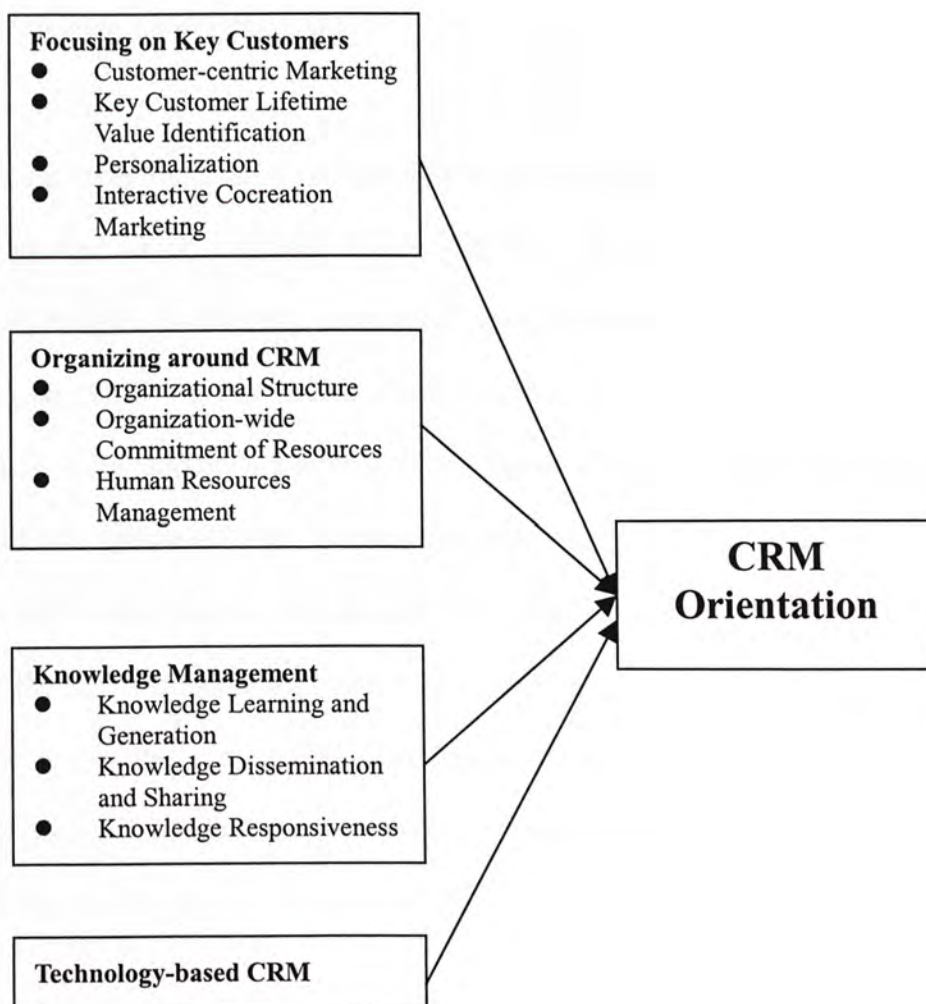 Focusing on Key Customers
● Customer-centric Marketing
● Key Customer Lifetime
Value Identification
● Personalization
● Interactive Cocreation
Marketing
Organizing around CRM
● Organizational Structure
● Organization-wide
Commitment of Resources
● Human Resources
Management
CRM
Orientation
Knowledge Management
● Knowledge Learning and
Generation
● Knowledge Dissemination
and Sharing
● Knowledge Responsiveness
Technology-based CRM